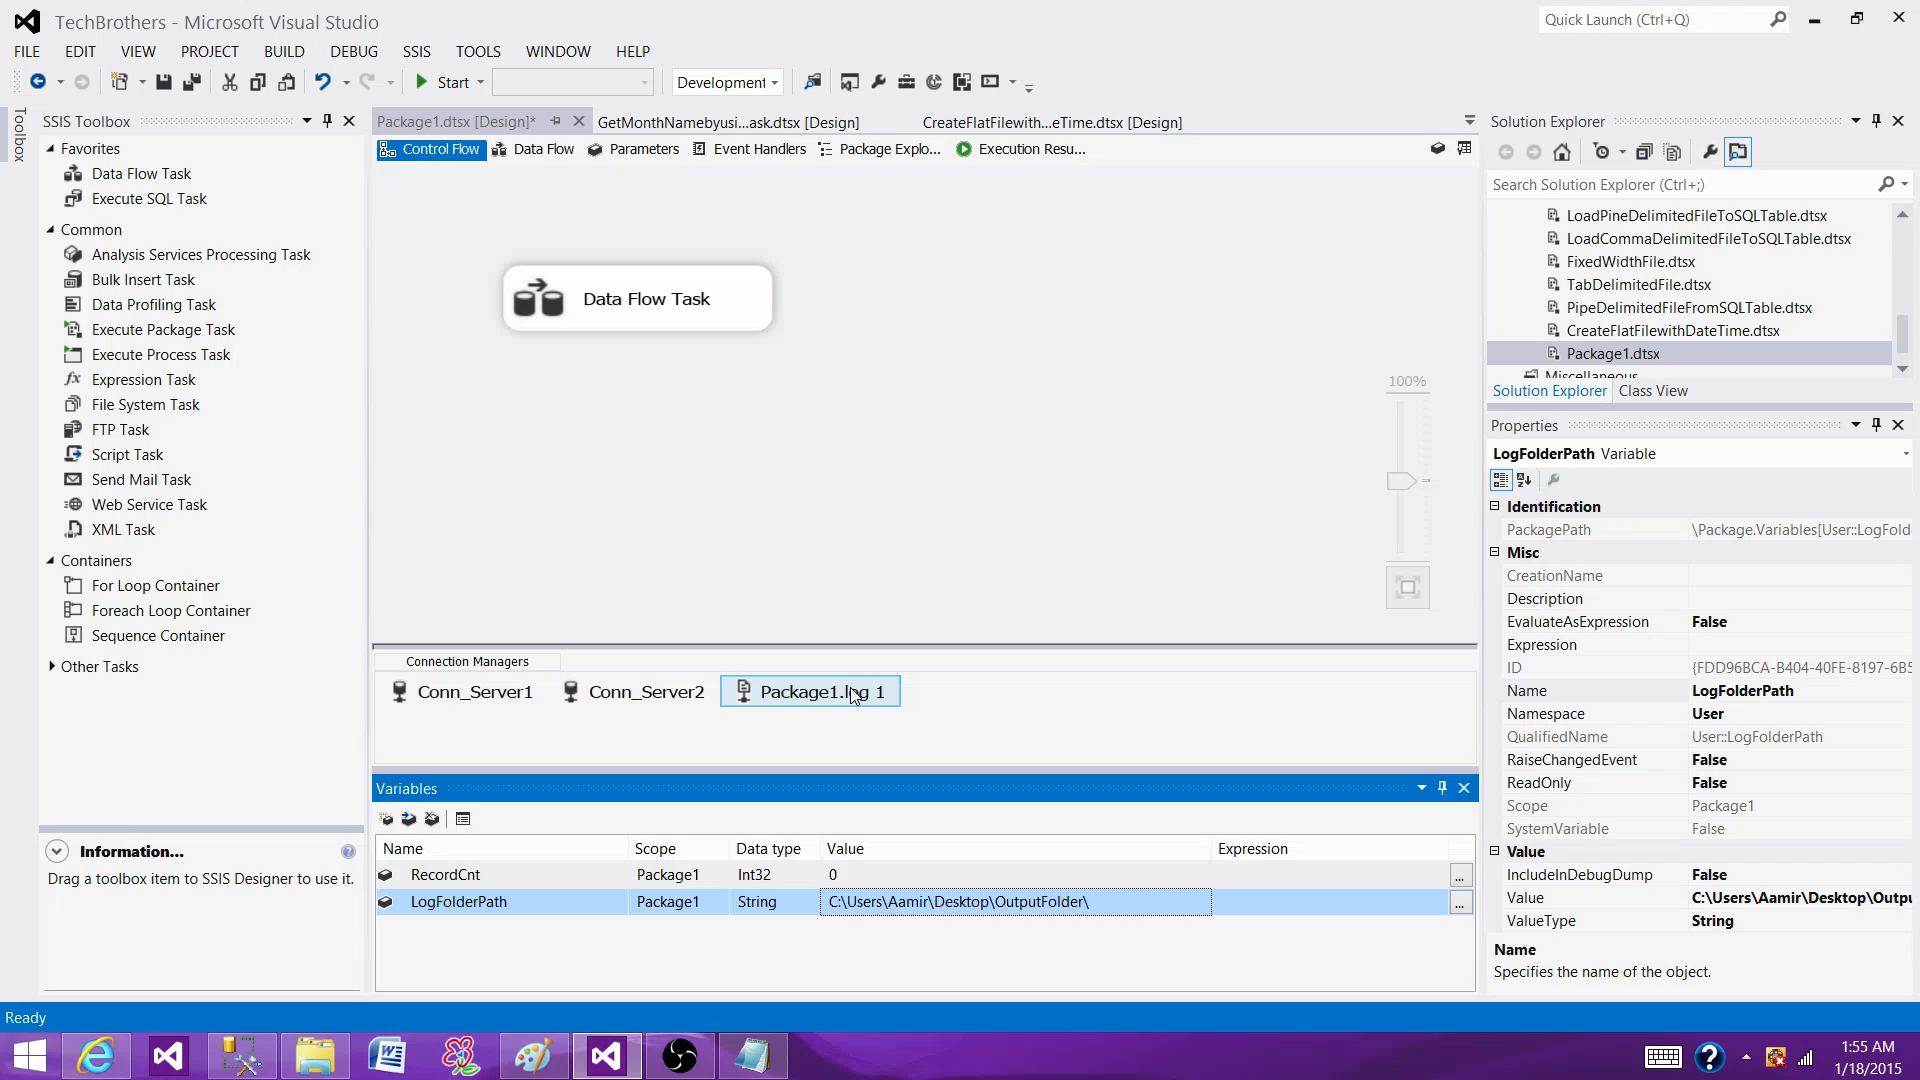 TechBrothers - Microsoft Visual Studio
Quick Launch (Ctrl+Q)
FILE EDIT VIEW PROJECT BUILD DEBUG SSIS TOOLS WINDOW HELP
Start
Development
Toolbox
SSIS Toolbox
Favorites
Data Flow Task
Execute SQL Task
Common
Analysis Services Processing Task
Bulk Insert Task
Data Profiling Task
Execute Package Task
Execute Process Task
Expression Task
File System Task
FTP Task
Script Task
Send Mail Task
Web Service Task
XML Task
Containers
For Loop Container
Foreach Loop Container
Sequence Container
Other Tasks
Information...
Drag a toolbox item to SSIS Designer to use it.
Package1.dtsx [Design]* GetMonthNamebyusi...ask.dtsx [Design] CreateFlatFilewith...eTime.dtsx [Design]
Control Flow Data Flow Parameters Event Handlers Package Explo... Execution Resu...
Data Flow Task
100%
Connection Managers
Conn_Server1 Conn_Server2 Package1.log 1
Variables
Name Scope Data type Value Expression
RecordCnt Package1 Int32 0 ...
LogFolderPath Package1 String C:\Users\Aamir\Desktop\OutputFolder\ ...
Solution Explorer
Search Solution Explorer (Ctrl+;)
LoadPineDelimitedFileToSQLTable.dtsx
LoadCommaDelimitedFileToSQLTable.dtsx
FixedWidthFile.dtsx
TabDelimitedFile.dtsx
PipeDelimitedFileFromSQLTable.dtsx
CreateFlatFilewithDateTime.dtsx
Package1.dtsx
Miscellaneous
Solution Explorer Class View
Properties
LogFolderPath Variable
Identification
PackagePath \Package.Variables[User::LogFold
Misc
CreationName
Description
EvaluateAsExpression False
Expression
ID {FDD96BCA-B404-40FE-8197-6B5
Name LogFolderPath
Namespace User
QualifiedName User::LogFolderPath
RaiseChangedEvent False
ReadOnly False
Scope Package1
SystemVariable False
Value
IncludeInDebugDump False
Value C:\Users\Aamir\Desktop\Outpu
ValueType String
Name
Specifies the name of the object.
Ready
1:55 AM
1/18/2015